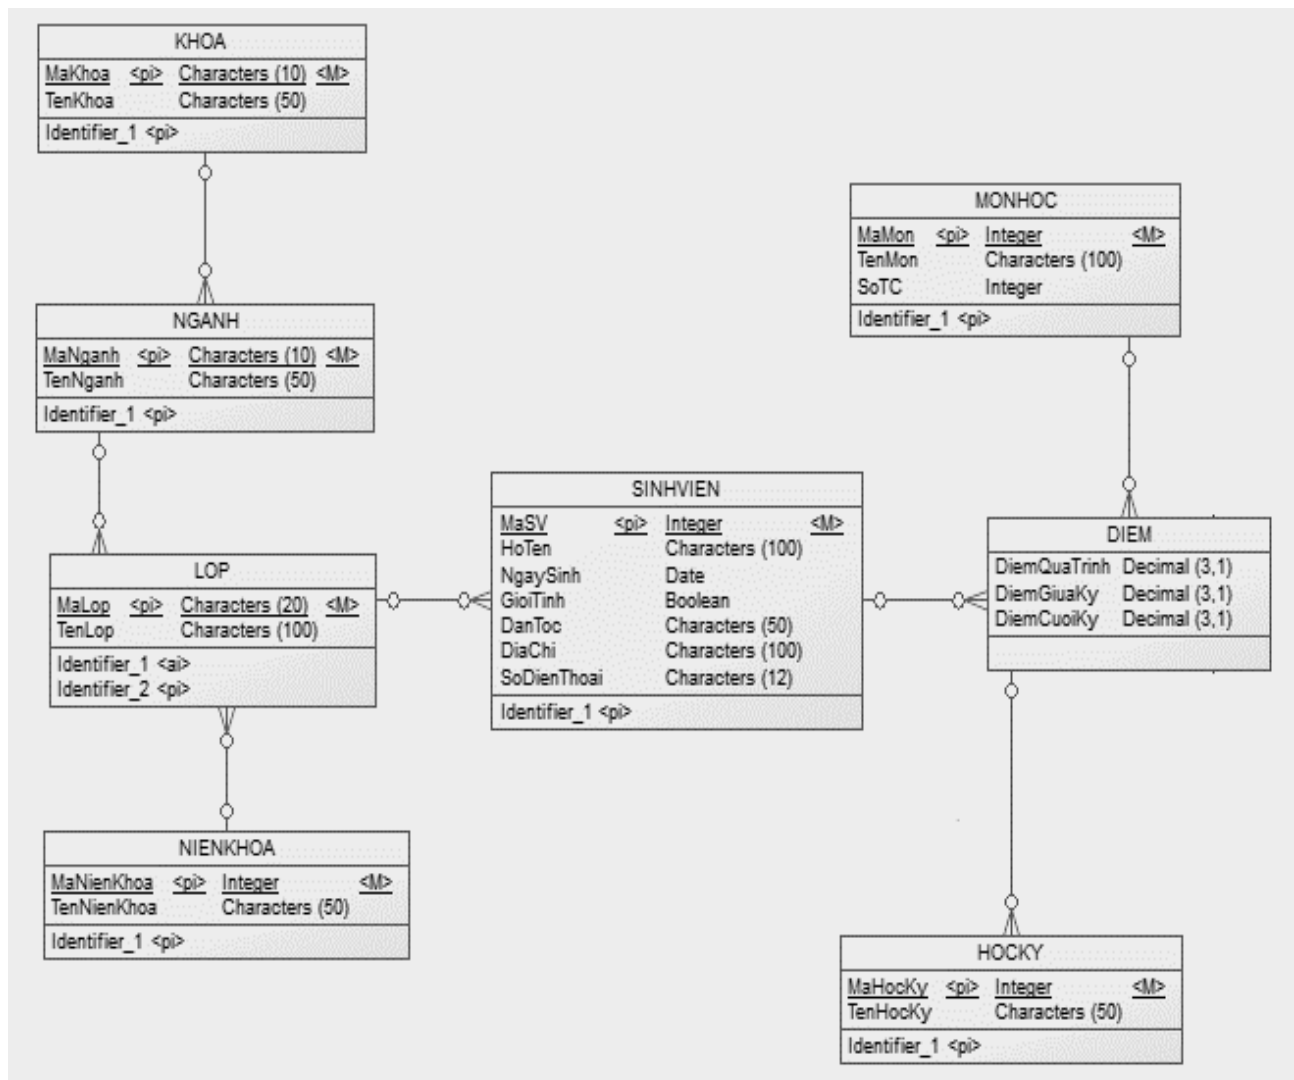 KHOA
MaKhoa <pi> Characters (10) <M>
TenKhoa Characters (50)
Identifier_1 <pi>
NGANH
MaNganh <pi> Characters (10) <M>
TenNganh Characters (50)
Identifier_1 <pi>
LOP
MaLop <pi> Characters (20) <M>
TenLop Characters (100)
Identifier_1 <ai>
Identifier_2 <pi>
NIENKHOA
MaNienKhoa <pi> Integer <M>
TenNienKhoa Characters (50)
Identifier_1 <pi>
SINHVIEN
MaSV <pi> Integer <M>
HoTen Characters (100)
NgaySinh Date
GioiTinh Boolean
DanToc Characters (50)
DiaChi Characters (100)
SoDienThoai Characters (12)
Identifier_1 <pi>
MONHOC
MaMon <pi> Integer <M>
TenMon Characters (100)
SoTC Integer
Identifier_1 <pi>
DIEM
DiemQuaTrinh Decimal (3,1)
DiemGiuaKy Decimal (3,1)
DiemCuoiKy Decimal (3,1)
HOCKY
MaHocKy <pi> Integer <M>
TenHocKy Characters (50)
Identifier_1 <pi>